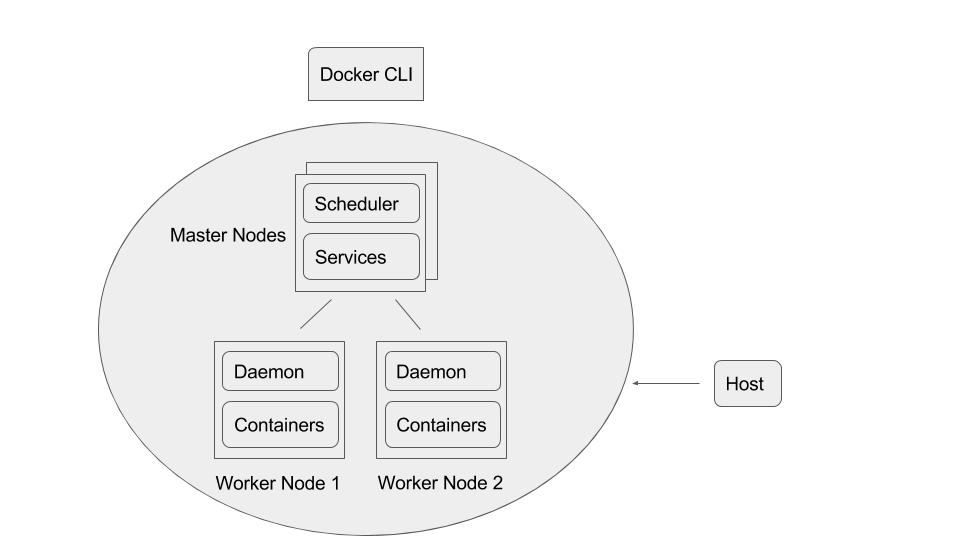 Docker CLI
Scheduler
Master Nodes
Services
Daemon
Daemon
Host
Containers
Containers
Worker Node 1
Worker Node 2